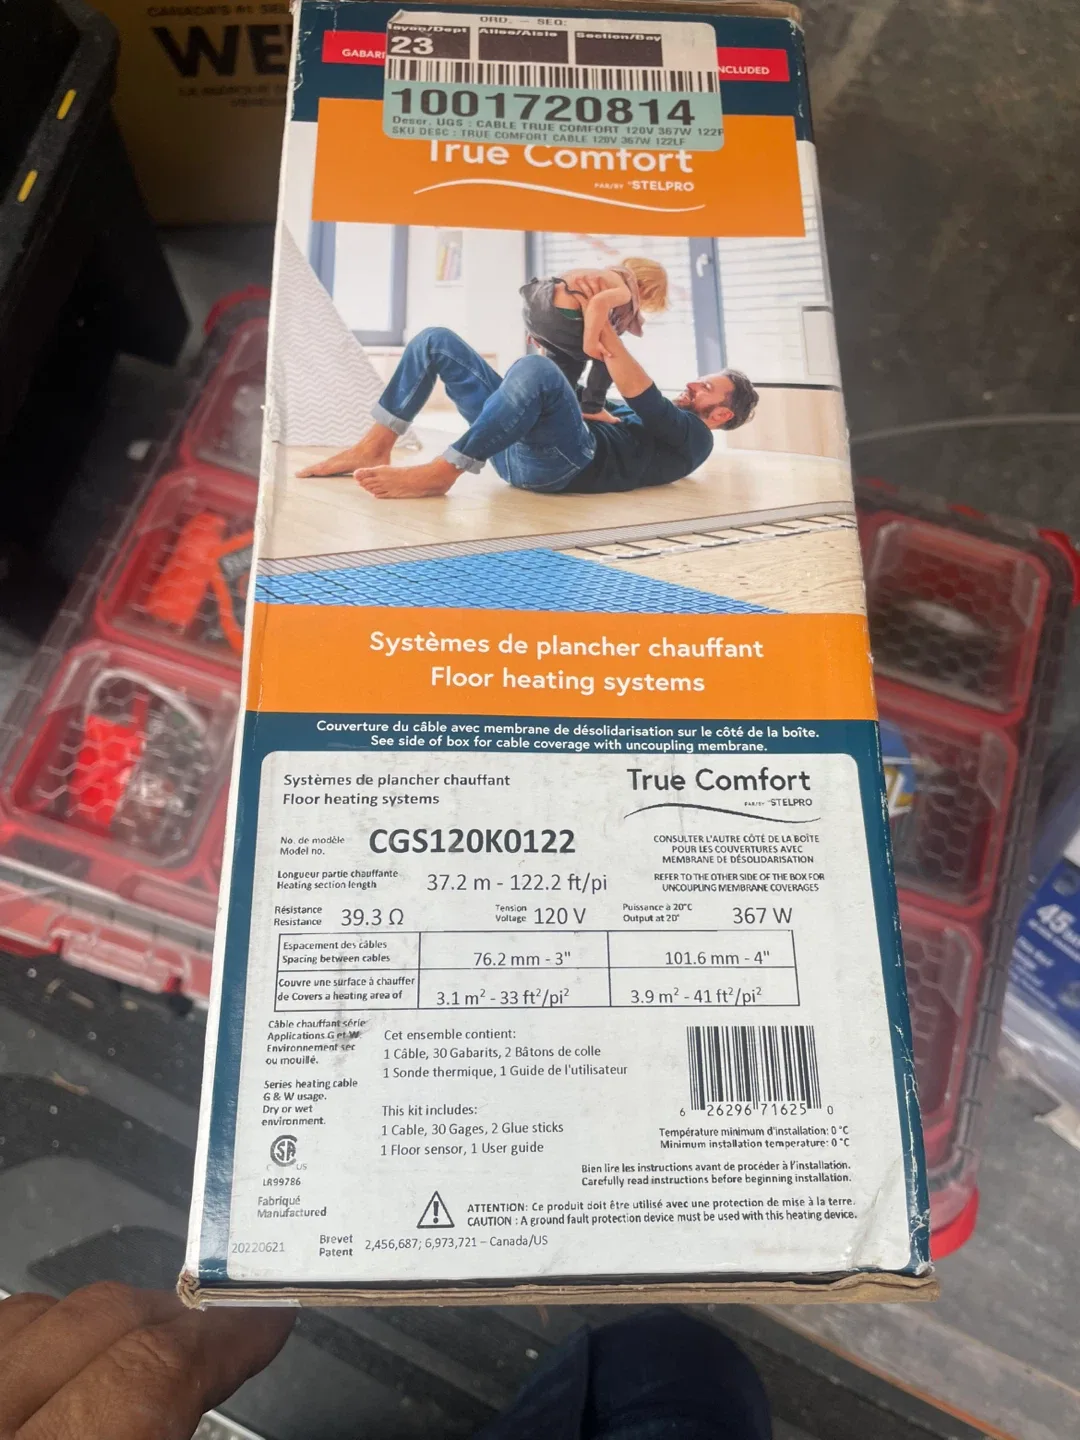 CANADA'S #1 SEL
WE
ORD. - SEQ:
Rayon/Dept Allée/Aisle Section/Bay
23
GABARI
NCLUDED
1001720814
Descr. UGS : CABLE TRUE COMFORT 120V 367W 122P
SKU DESC : TRUE COMFORT CABLE 120V 367W 122LF
True Comfort
PAR/BY STELPRO
Systèmes de plancher chauffant
Floor heating systems
Couverture du câble avec membrane de désolidarisation sur le côté de la boîte.
See side of box for cable coverage with uncoupling membrane.
Systèmes de plancher chauffant
Floor heating systems
True Comfort
PAR/BY STELPRO
No. de modèle
Model no.
CGS120K0122
CONSULTER L'AUTRE CÔTÉ DE LA BOÎTE
POUR LES COUVERTURES AVEC
MEMBRANE DE DÉSOLIDARISATION
REFER TO THE OTHER SIDE OF THE BOX FOR
UNCOUPLING MEMBRANE COVERAGES
Longueur partie chauffante
Heating section length
37.2 m - 122.2 ft/pi
Résistance
Resistance
39.3 Ω
Tension
Voltage
120 V
Puissance à 20°C
Output at 20°
367 W
Espacement des câbles
Spacing between cables
76.2 mm - 3"
101.6 mm - 4"
Couvre une surface à chauffer
de Covers a heating area of
3.1 m² - 33 ft²/pi²
3.9 m² - 41 ft²/pi²
Câble chauffant série
Applications G et W.
Environnement sec
ou mouillé.
Series heating cable
G & W usage.
Dry or wet
environment.
Cet ensemble contient:
1 Câble, 30 Gabarits, 2 Bâtons de colle
1 Sonde thermique, 1 Guide de l'utilisateur
This kit includes:
1 Cable, 30 Gages, 2 Glue sticks
1 Floor sensor, 1 User guide
6 26296 71625 0
Température minimum d'installation: 0 °C
Minimum installation temperature: 0 °C
SA
C US
LR99786
Bien lire les instructions avant de procéder à l'installation.
Carefully read instructions before beginning installation.
Fabriqué
Manufactured
ATTENTION: Ce produit doit être utilisé avec une protection de mise à la terre.
CAUTION : A ground fault protection device must be used with this heating device.
20220621
Brevet
Patent
2,456,687; 6,973,721 – Canada/US
45